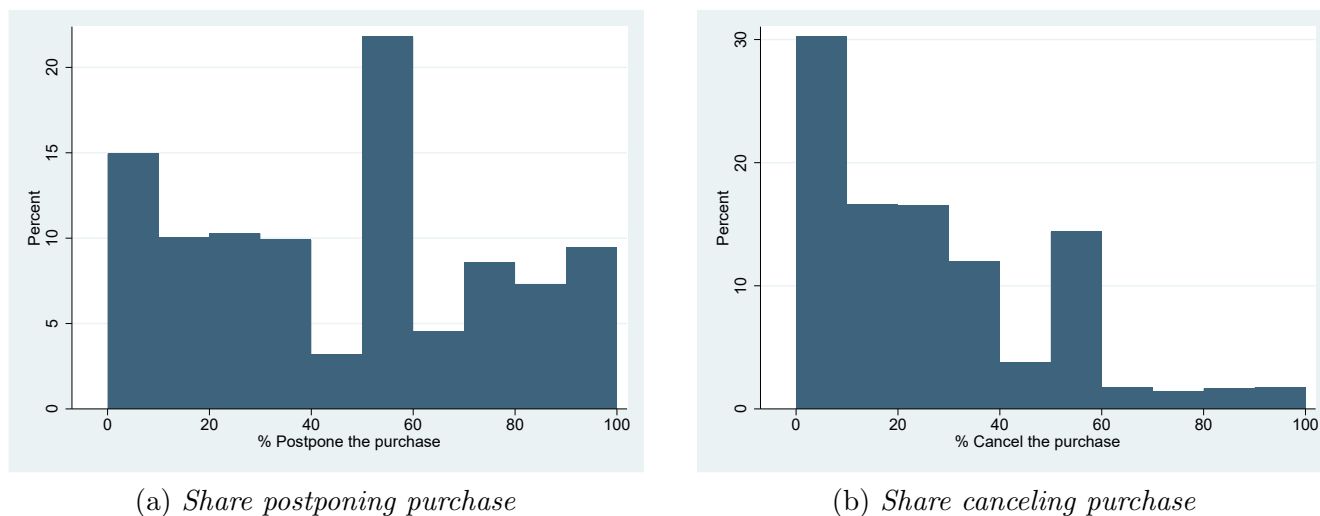 Percent
20
15
10
5
0
0 20 40 60 80 100
% Postpone the purchase
(a) Share postponing purchase
Percent
30
20
10
0
0 20 40 60 80 100
% Cancel the purchase
(b) Share canceling purchase